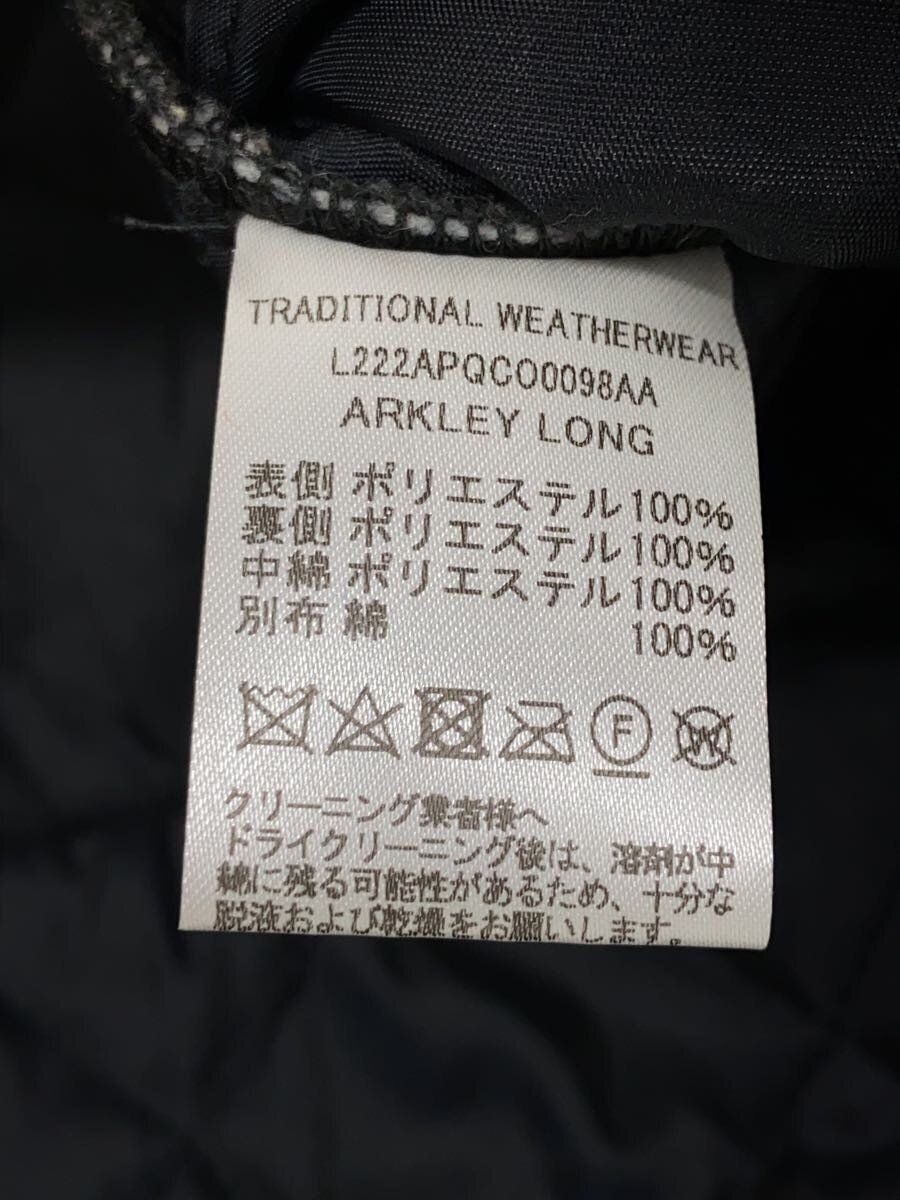 TRADITIONAL WEATHERWEAR
L222APQCO0098AA
ARKLEY LONG
表側 ポリエステル100%
裏側 ポリエステル100%
中綿 ポリエステル100%
別布 綿 100%
F W
クリーニング業者様へ
ドライクリーニング後は、溶剤が中
綿に残る可能性があるため、十分な
脱液および乾燥をお願いします。